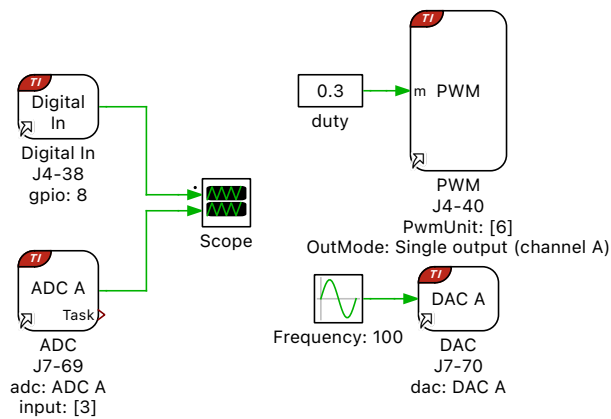 TI
Digital
In
Digital In
J4-38
gpio: 8
TI
ADC A
Task
ADC
J7-69
adc: ADC A
input: [3]
Scope
0.3
duty
TI
m
PWM
PWM
J4-40
PwmUnit: [6]
OutMode: Single output (channel A)
Frequency: 100
TI
DAC A
DAC
J7-70
dac: DAC A